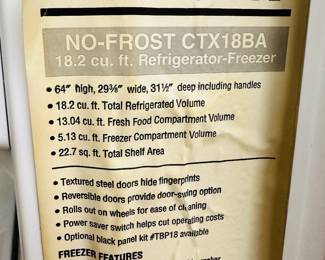 NO-FROST CTX18BA
18.2 cu. ft. Refrigerator-Freezer
• 64" high, 29⅜" wide, 31½" deep including handles
• 18.2 cu. ft. Total Refrigerated Volume
• 13.04 cu. ft. Fresh Food Compartment Volume
• 5.13 cu. ft. Freezer Compartment Volume
• 22.7 sq. ft. Total Shelf Area
• Textured steel doors hide fingerprints
• Reversible doors provide door-swing option
• Rolls out on wheels for ease of cleaning
• Power saver switch helps cut operating costs
• Optional black panel kit #TBP18 available
FREEZER FEATURES